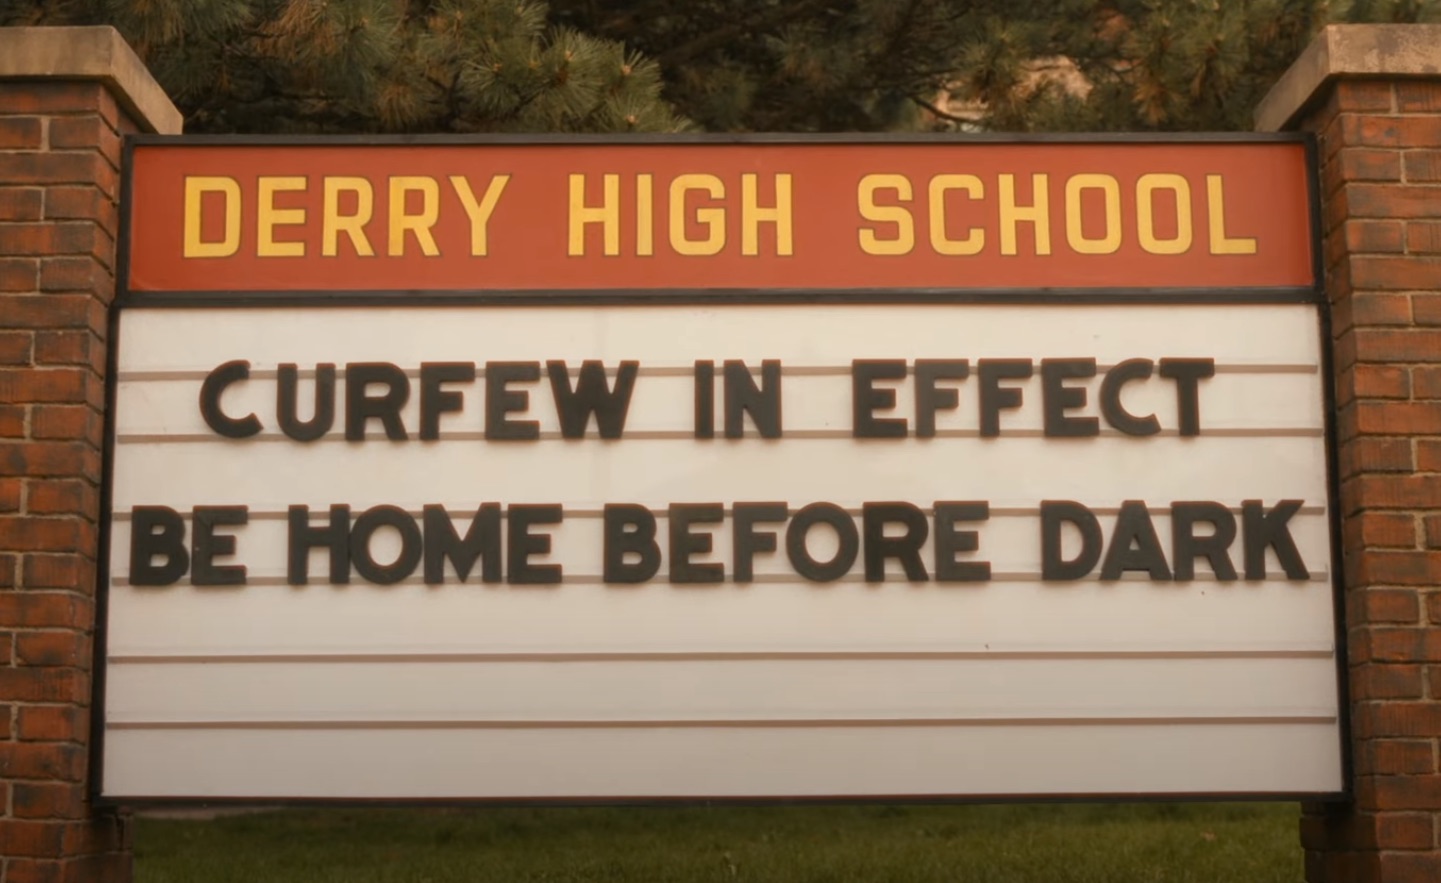 DERRY HIGH SCHOOL
CURFEW IN EFFECT
BE HOME BEFORE DARK